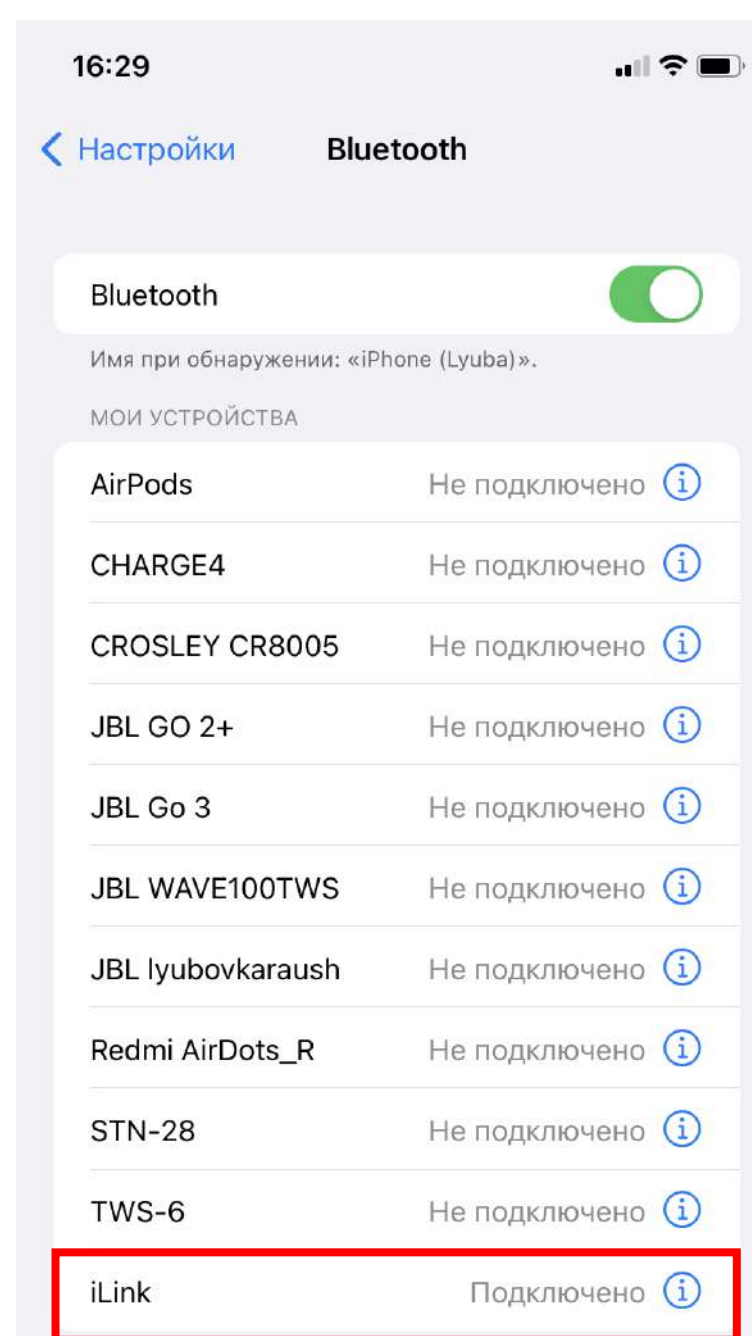 16:29
Настройки Bluetooth
Bluetooth
Имя при обнаружении: «iPhone (Lyuba)».
МОИ УСТРОЙСТВА
AirPods Не подключено
CHARGE4 Не подключено
CROSLEY CR8005 Не подключено
JBL GO 2+ Не подключено
JBL Go 3 Не подключено
JBL WAVE100TWS Не подключено
JBL lyubovkaraush Не подключено
Redmi AirDots_R Не подключено
STN-28 Не подключено
TWS-6 Не подключено
iLink Подключено